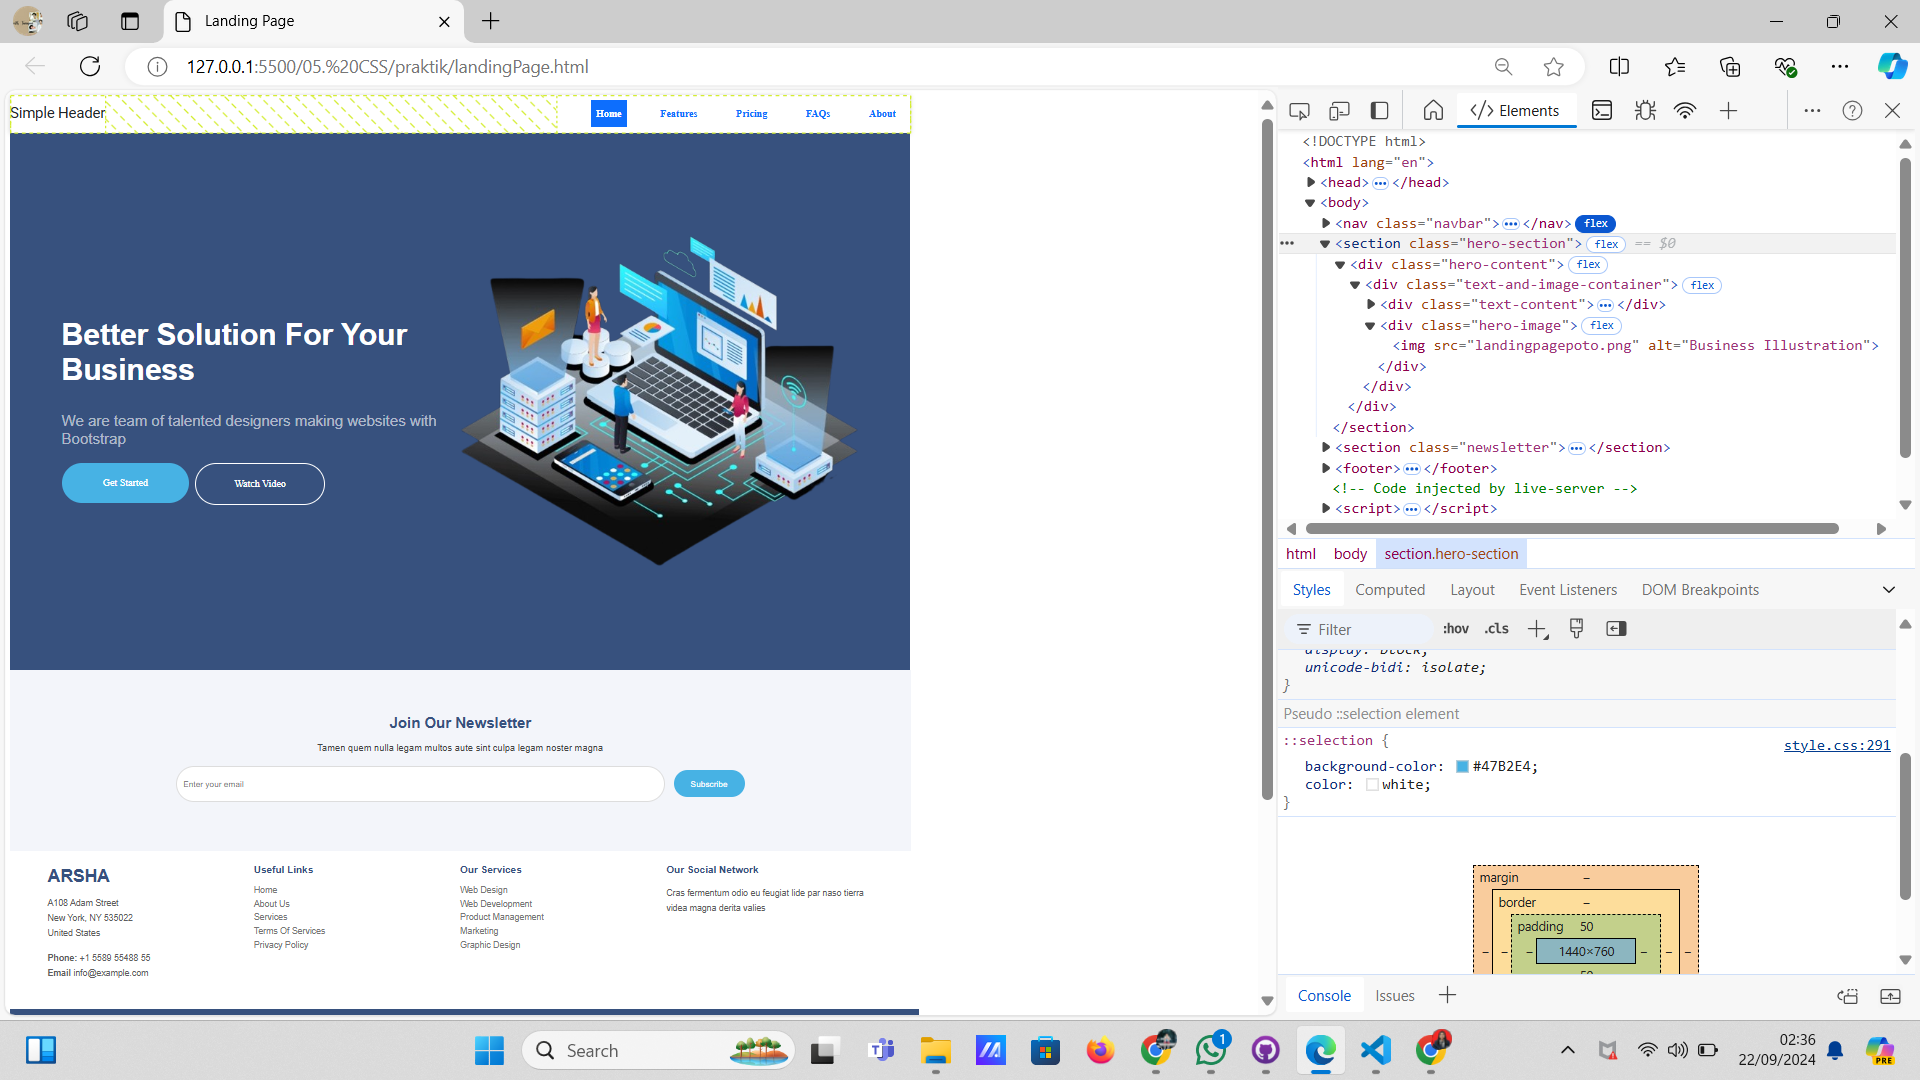 Landing Page
127.0.0.1:5500/05.%20CSS/praktik/landingPage.html
Simple Header
Home
Features
Pricing
FAQs
About
Better Solution For Your
Business
We are team of talented designers making websites with
Bootstrap
Get Started
Watch Video
Join Our Newsletter
Tamen quem nulla legam multos aute sint culpa legam noster magna
Enter your email
Subscribe
ARSHA
A108 Adam Street
New York, NY 535022
United States
Phone: +1 5589 55488 55
Email info@example.com
Useful Links
Home
About Us
Services
Terms Of Services
Privacy Policy
Our Services
Web Design
Web Development
Product Management
Marketing
Graphic Design
Our Social Network
Cras fermentum odio eu feugiat lide par naso tierra
videa magna derita valies
Elements
<!DOCTYPE html>
<html lang="en">
<head>•••</head>
<body>
<nav class="navbar">•••</nav> flex
••• <section class="hero-section"> flex == $0
<div class="hero-content"> flex
<div class="text-and-image-container"> flex
<div class="text-content">•••</div>
<div class="hero-image"> flex
<img src="landingpagepoto.png" alt="Business Illustration">
</div>
</div>
</div>
</section>
<section class="newsletter">•••</section>
<footer>•••</footer>
<!-- Code injected by live-server -->
<script>•••</script>
html body section.hero-section
Styles Computed Layout Event Listeners DOM Breakpoints
Filter :hov .cls
display: block;
unicode-bidi: isolate;
}
Pseudo ::selection element
::selection { style.css:291
background-color: #47B2E4;
color: white;
}
margin –
border –
padding 50
– – – 1440×760 – – –
50
Console Issues
Search
1
PRE
02:36
22/09/2024